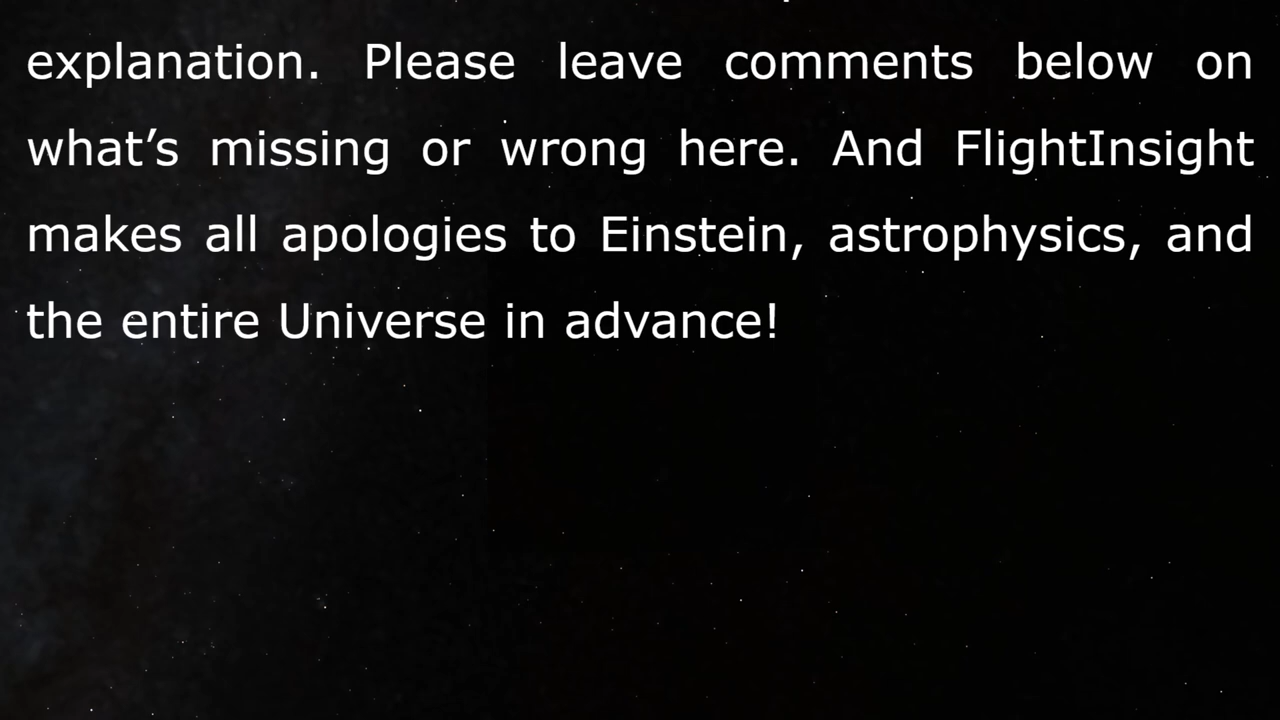 explanation. Please leave comments below on
what's missing or wrong here. And FlightInsight
makes all apologies to Einstein, astrophysics, and
the entire Universe in advance!